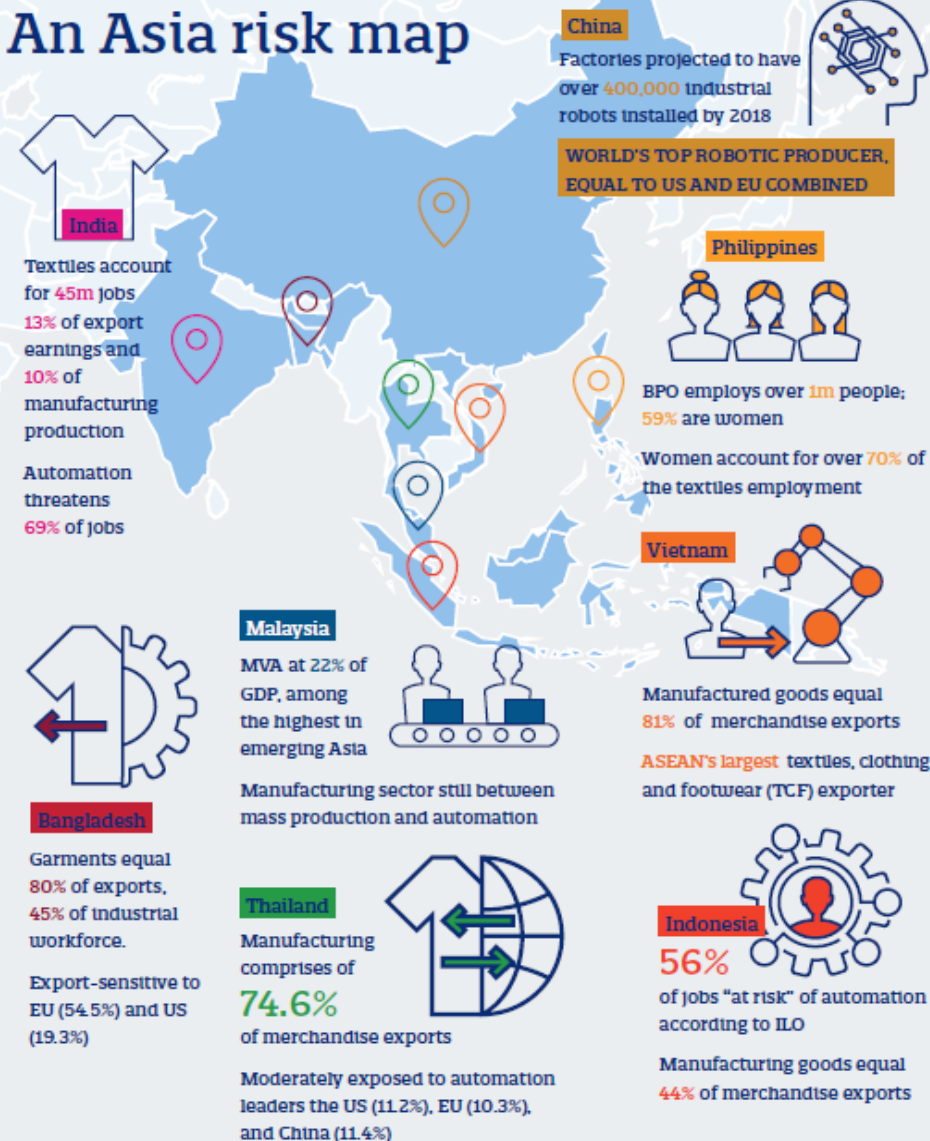 An Asia risk map
China
Factories projected to have
over 400,000 industrial
robots installed by 2018
WORLD'S TOP ROBOTIC PRODUCER,
EQUAL TO US AND EU COMBINED
India
Textiles account
for 45m jobs
13% of export
earnings and
10% of
manufacturing
production
Automation
threatens
69% of jobs
Philippines
BPO employs over 1m people;
59% are women
Women account for over 70% of
the textiles employment
Vietnam
Manufactured goods equal
81% of merchandise exports
ASEAN's largest textiles, clothing
and footwear (TCF) exporter
Malaysia
MVA at 22% of
GDP, among
the highest in
emerging Asia
Manufacturing sector still between
mass production and automation
Bangladesh
Garments equal
80% of exports,
45% of industrial
workforce.
Export-sensitive to
EU (54.5%) and US
(19.3%)
Thailand
Manufacturing
comprises of
74.6%
of merchandise exports
Moderately exposed to automation
leaders the US (11.2%), EU (10.3%),
and China (11.4%)
Indonesia
56%
of jobs "at risk" of automation
according to ILO
Manufacturing goods equal
44% of merchandise exports